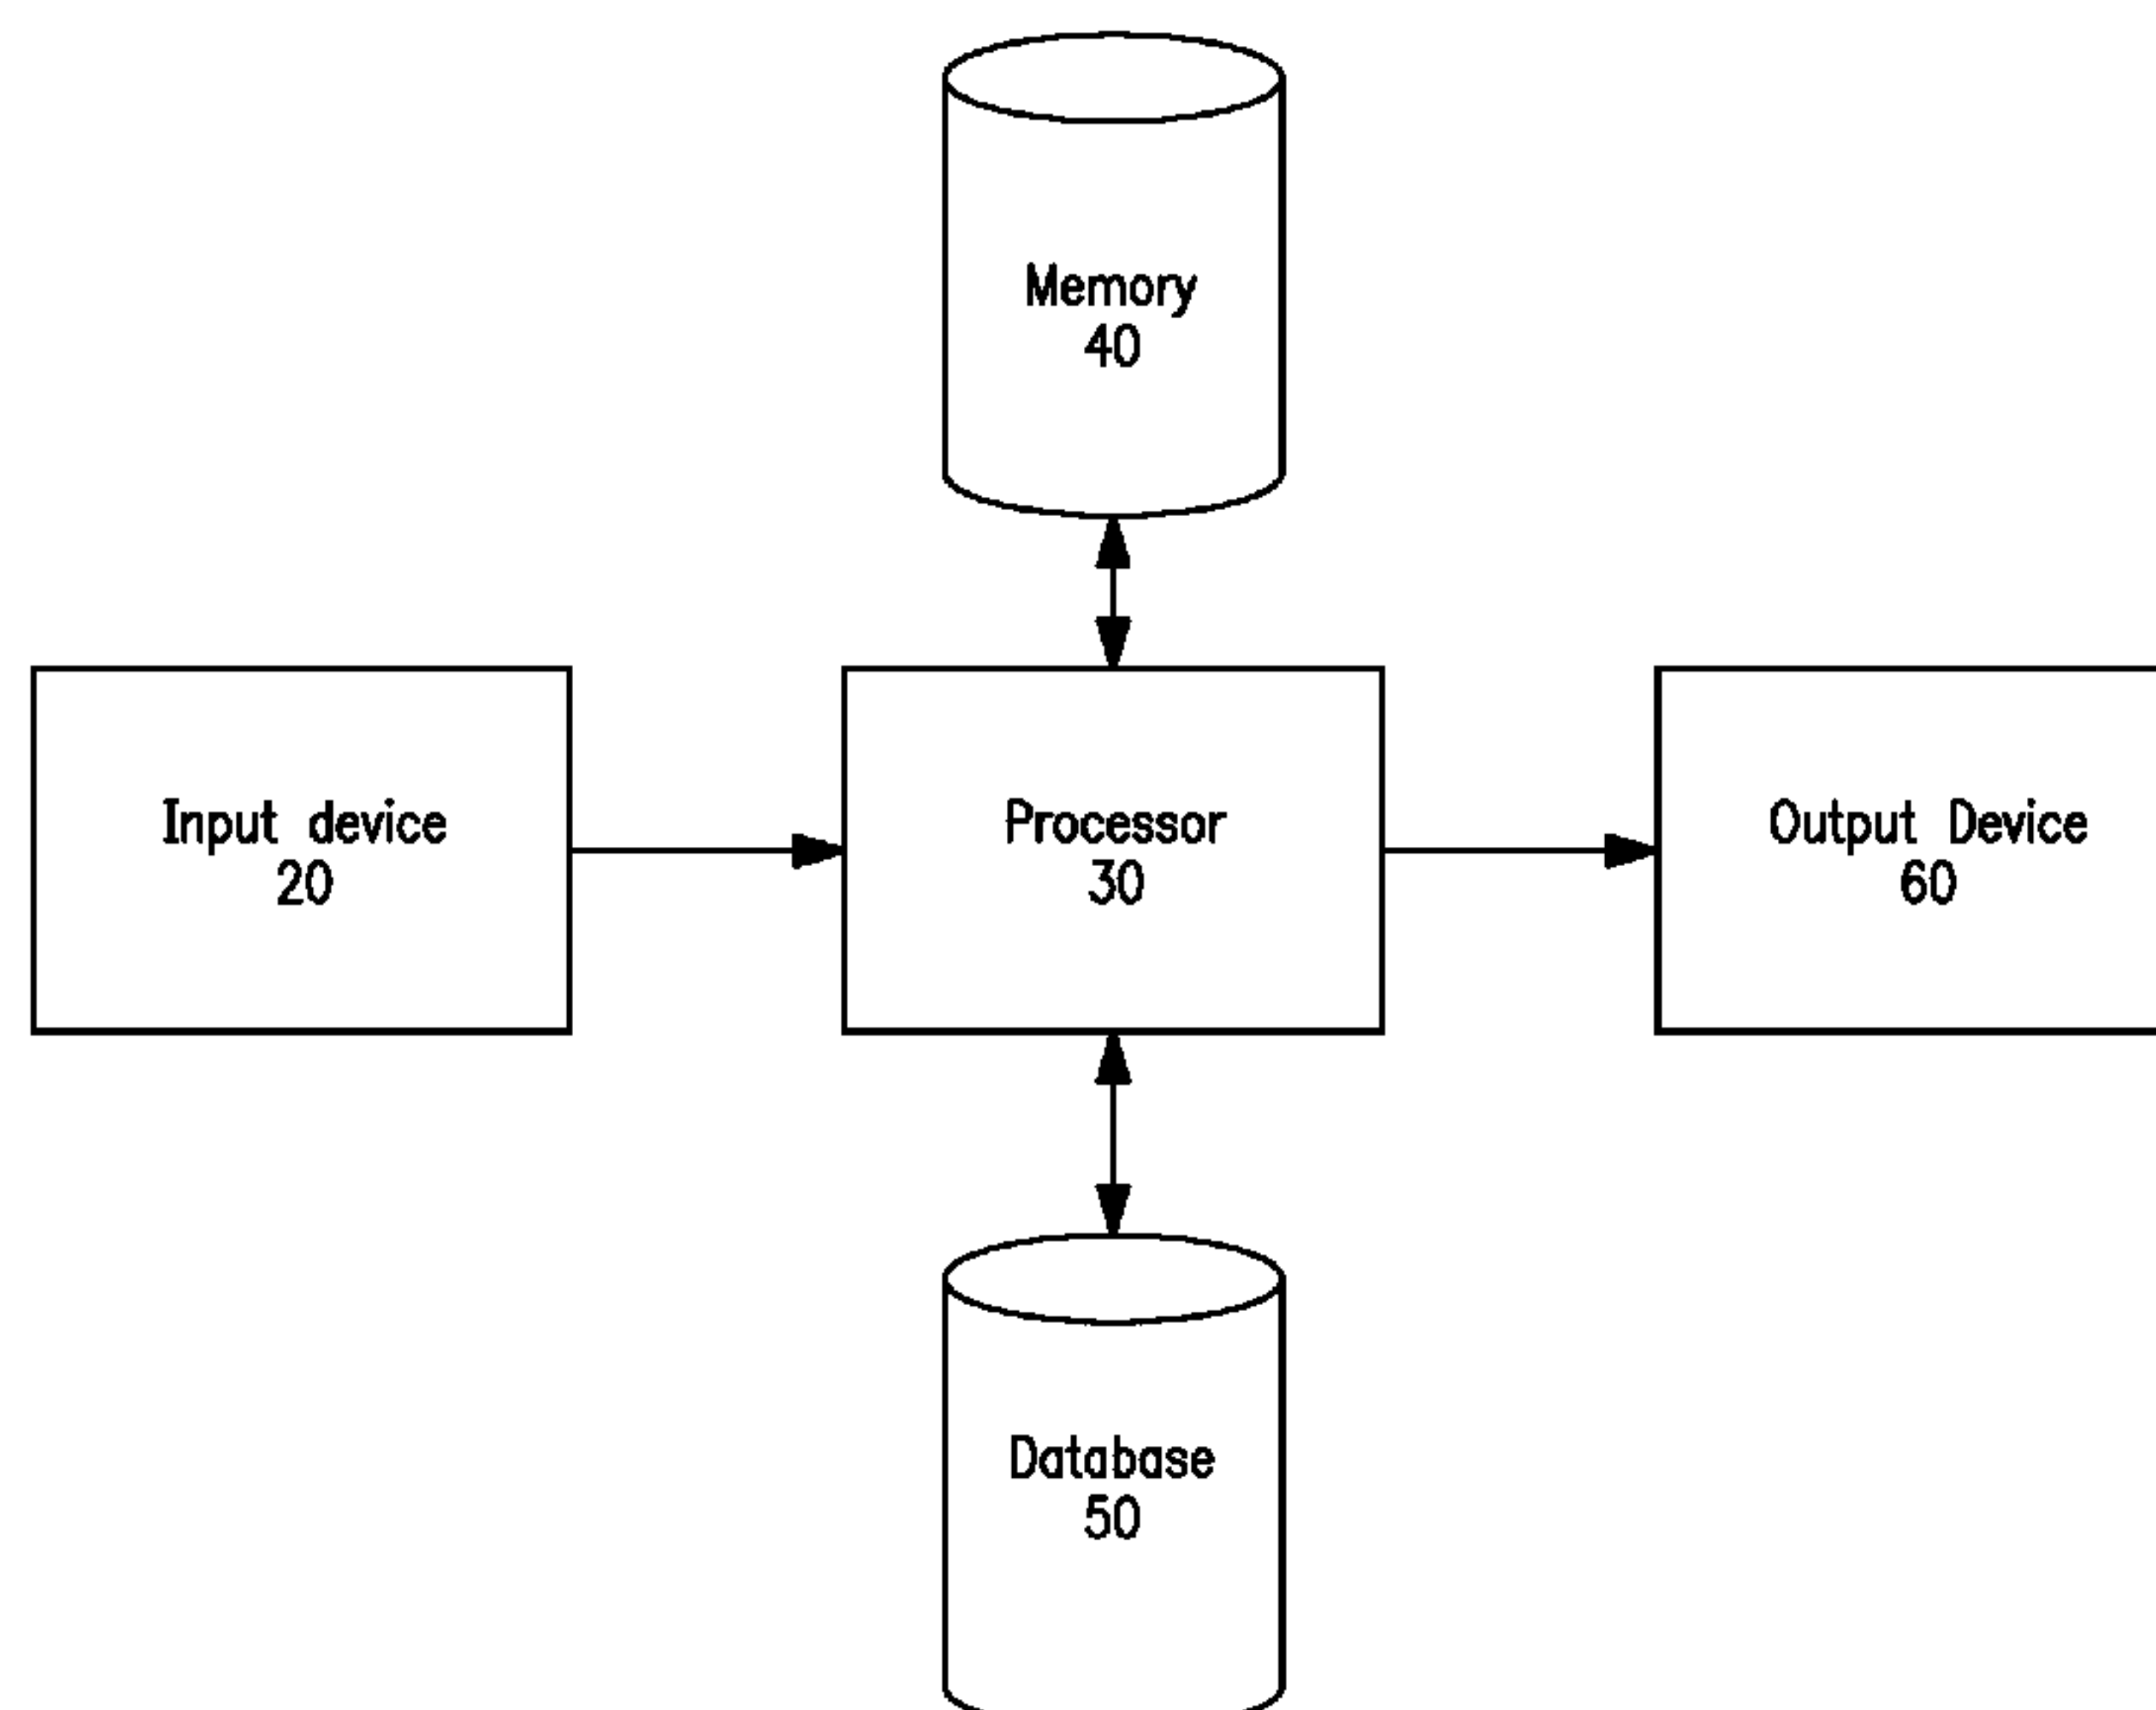 Memory
40
Input device
20
Processor
30
Output Device
60
Database
50